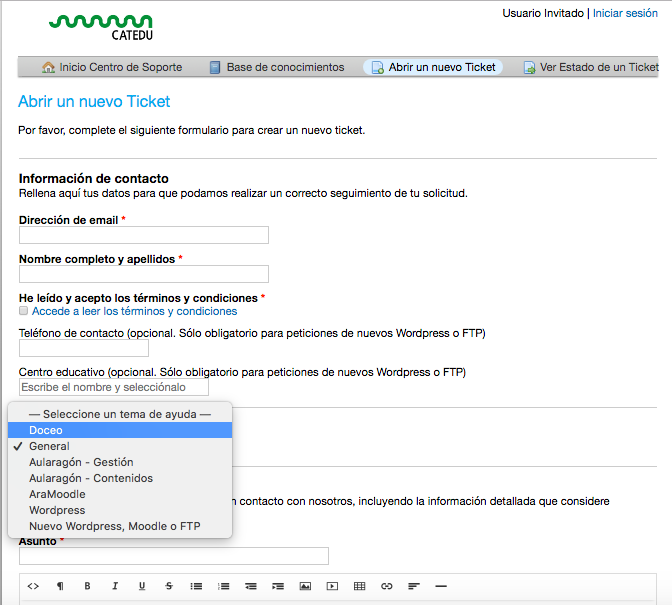 Usuario Invitado | Iniciar sesión
CATEDU
Inicio Centro de Soporte
Base de conocimientos
Abrir un nuevo Ticket
Ver Estado de un Ticket
Abrir un nuevo Ticket
Por favor, complete el siguiente formulario para crear un nuevo ticket.
Información de contacto
Rellena aquí tus datos para que podamos realizar un correcto seguimiento de tu solicitud.
Dirección de email *
Nombre completo y apellidos *
He leído y acepto los términos y condiciones *
Accede a leer los términos y condiciones
Teléfono de contacto (opcional. Sólo obligatorio para peticiones de nuevos Wordpress o FTP)
Centro educativo (opcional. Sólo obligatorio para peticiones de nuevos Wordpress o FTP)
Escribe el nombre y selecciónalo
— Seleccione un tema de ayuda —
Doceo
✓ General
Aularagón - Gestión
Aularagón - Contenidos
AraMoodle
contacto con nosotros, incluyendo la información detallada que considere
Wordpress
Nuevo Wordpress, Moodle o FTP
Asunto *
<> ¶ B I U S